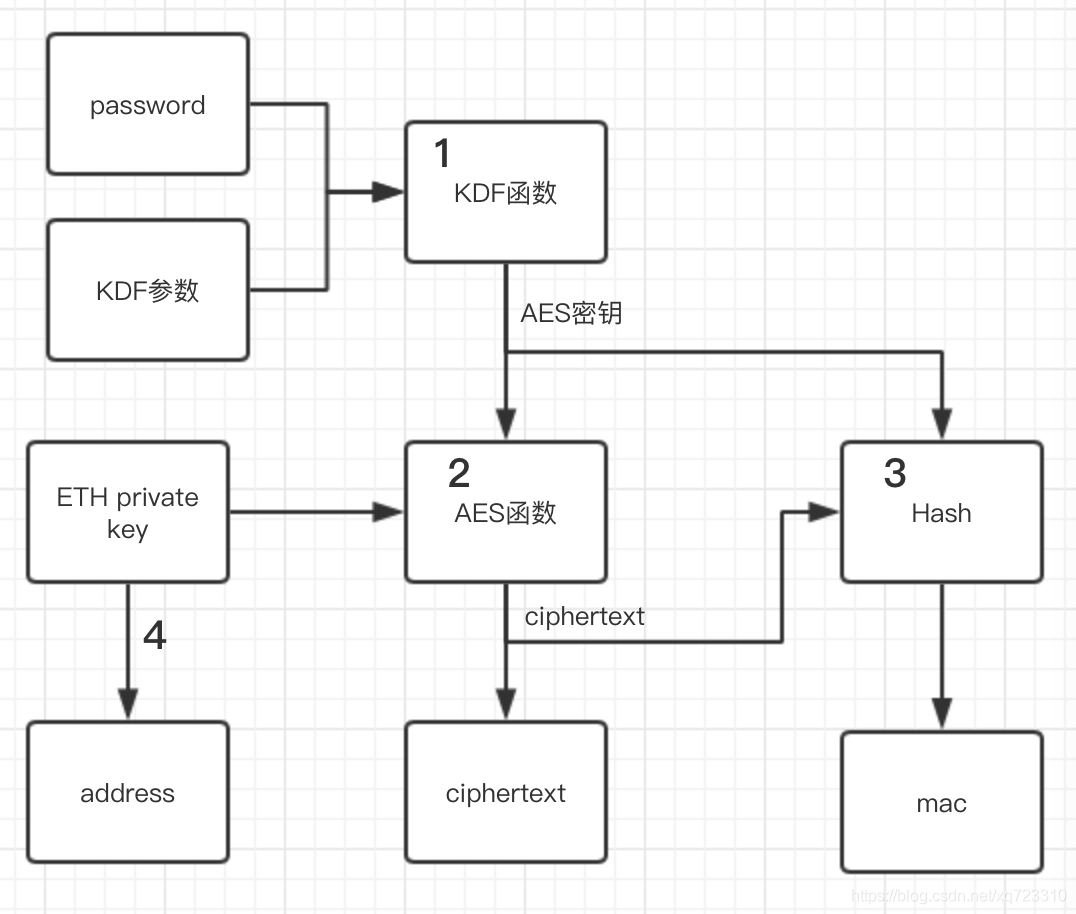 password
1
KDF函数
KDF参数
AES密钥
ETH private
key
2
AES函数
3
Hash
4
ciphertext
address
ciphertext
mac
https://blog.csdn.net/xq723310